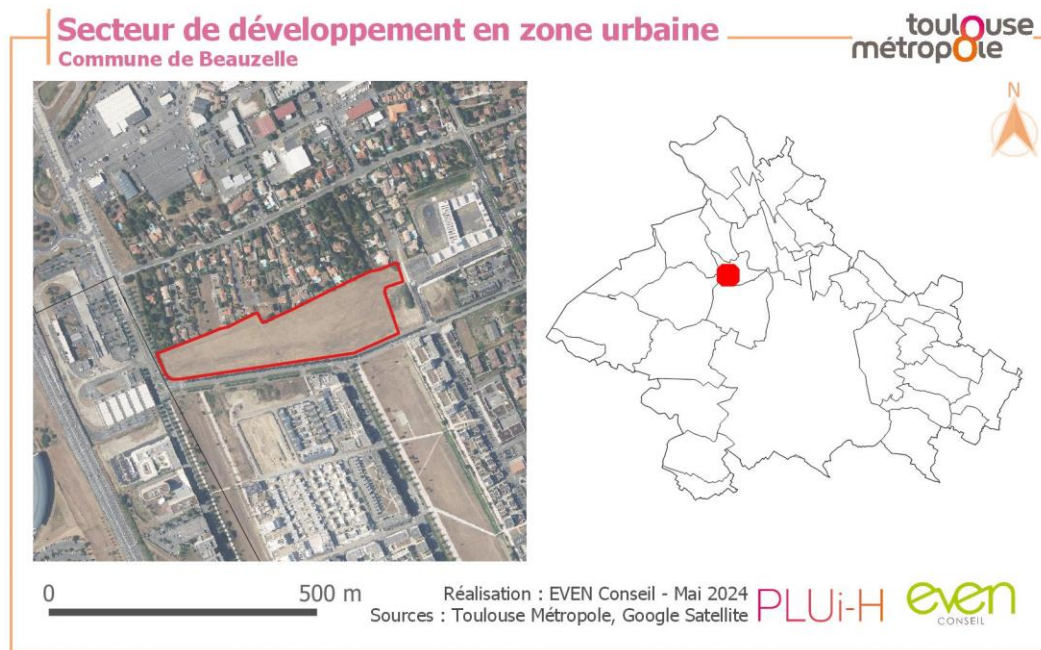 Secteur de développement en zone urbaine
Commune de Beauzelle
toulouse
métropole
N
0 500 m
Réalisation : EVEN Conseil - Mai 2024
Sources : Toulouse Métropole, Google Satellite
PLUi-H
even
CONSEIL